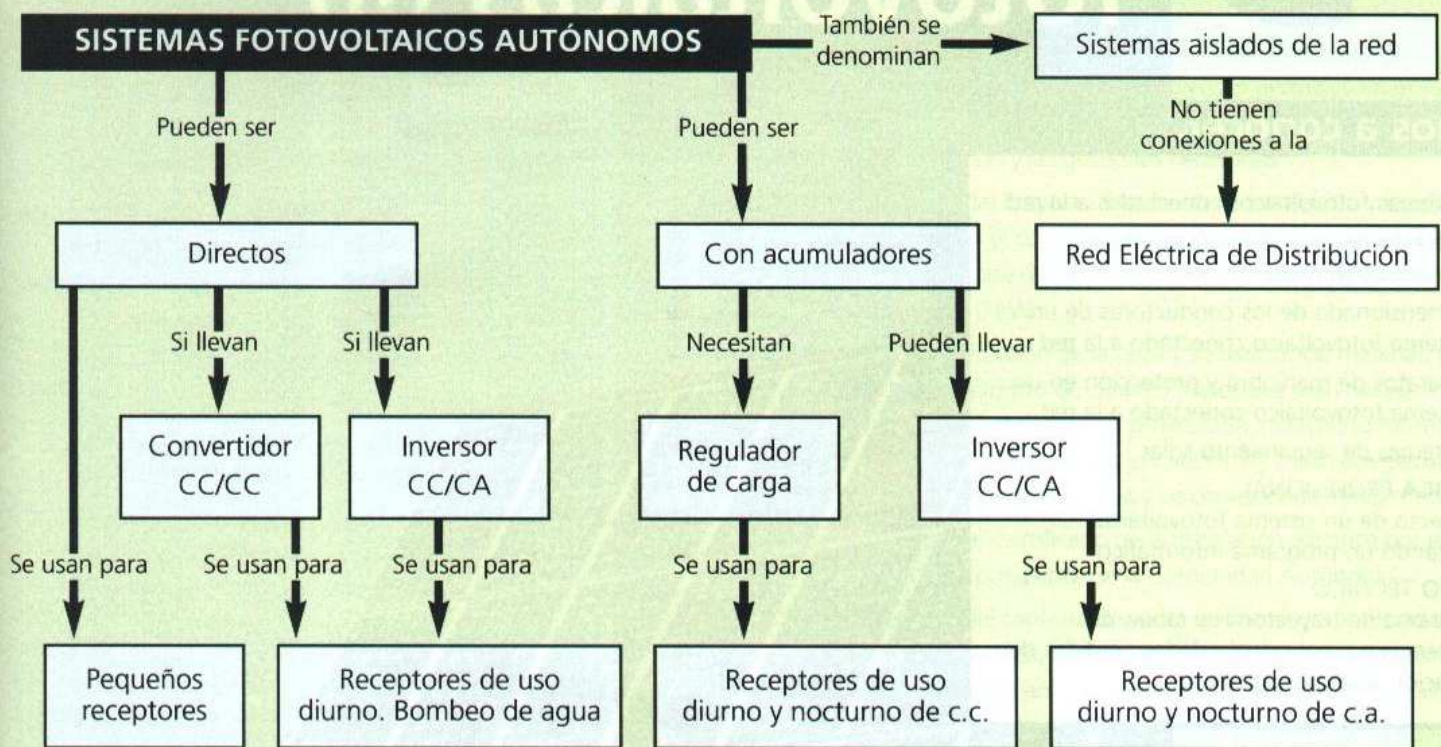 SISTEMAS FOTOVOLTAICOS AUTÓNOMOS
También se
denominan
Sistemas aislados de la red
Pueden ser
Pueden ser
No tienen
conexiones a la
Directos
Con acumuladores
Red Eléctrica de Distribución
Si llevan
Si llevan
Necesitan
Pueden llevar
Convertidor
CC/CC
Inversor
CC/CA
Regulador
de carga
Inversor
CC/CA
Se usan para
Se usan para
Se usan para
Se usan para
Se usan para
Pequeños
receptores
Receptores de uso
diurno. Bombeo de agua
Receptores de uso
diurno y nocturno de c.c.
Receptores de uso
diurno y nocturno de c.a.